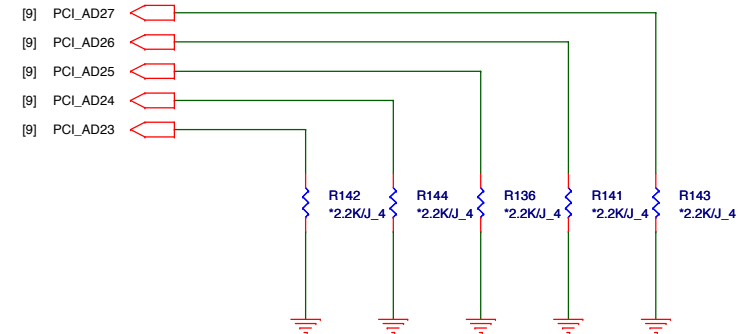 [9] PCI_AD27
[9] PCI_AD26
[9] PCI_AD25
[9] PCI_AD24
[9] PCI_AD23
R142 R144 R136 R141 R143
*2.2K/J_4 *2.2K/J_4 *2.2K/J_4 *2.2K/J_4 *2.2K/J_4